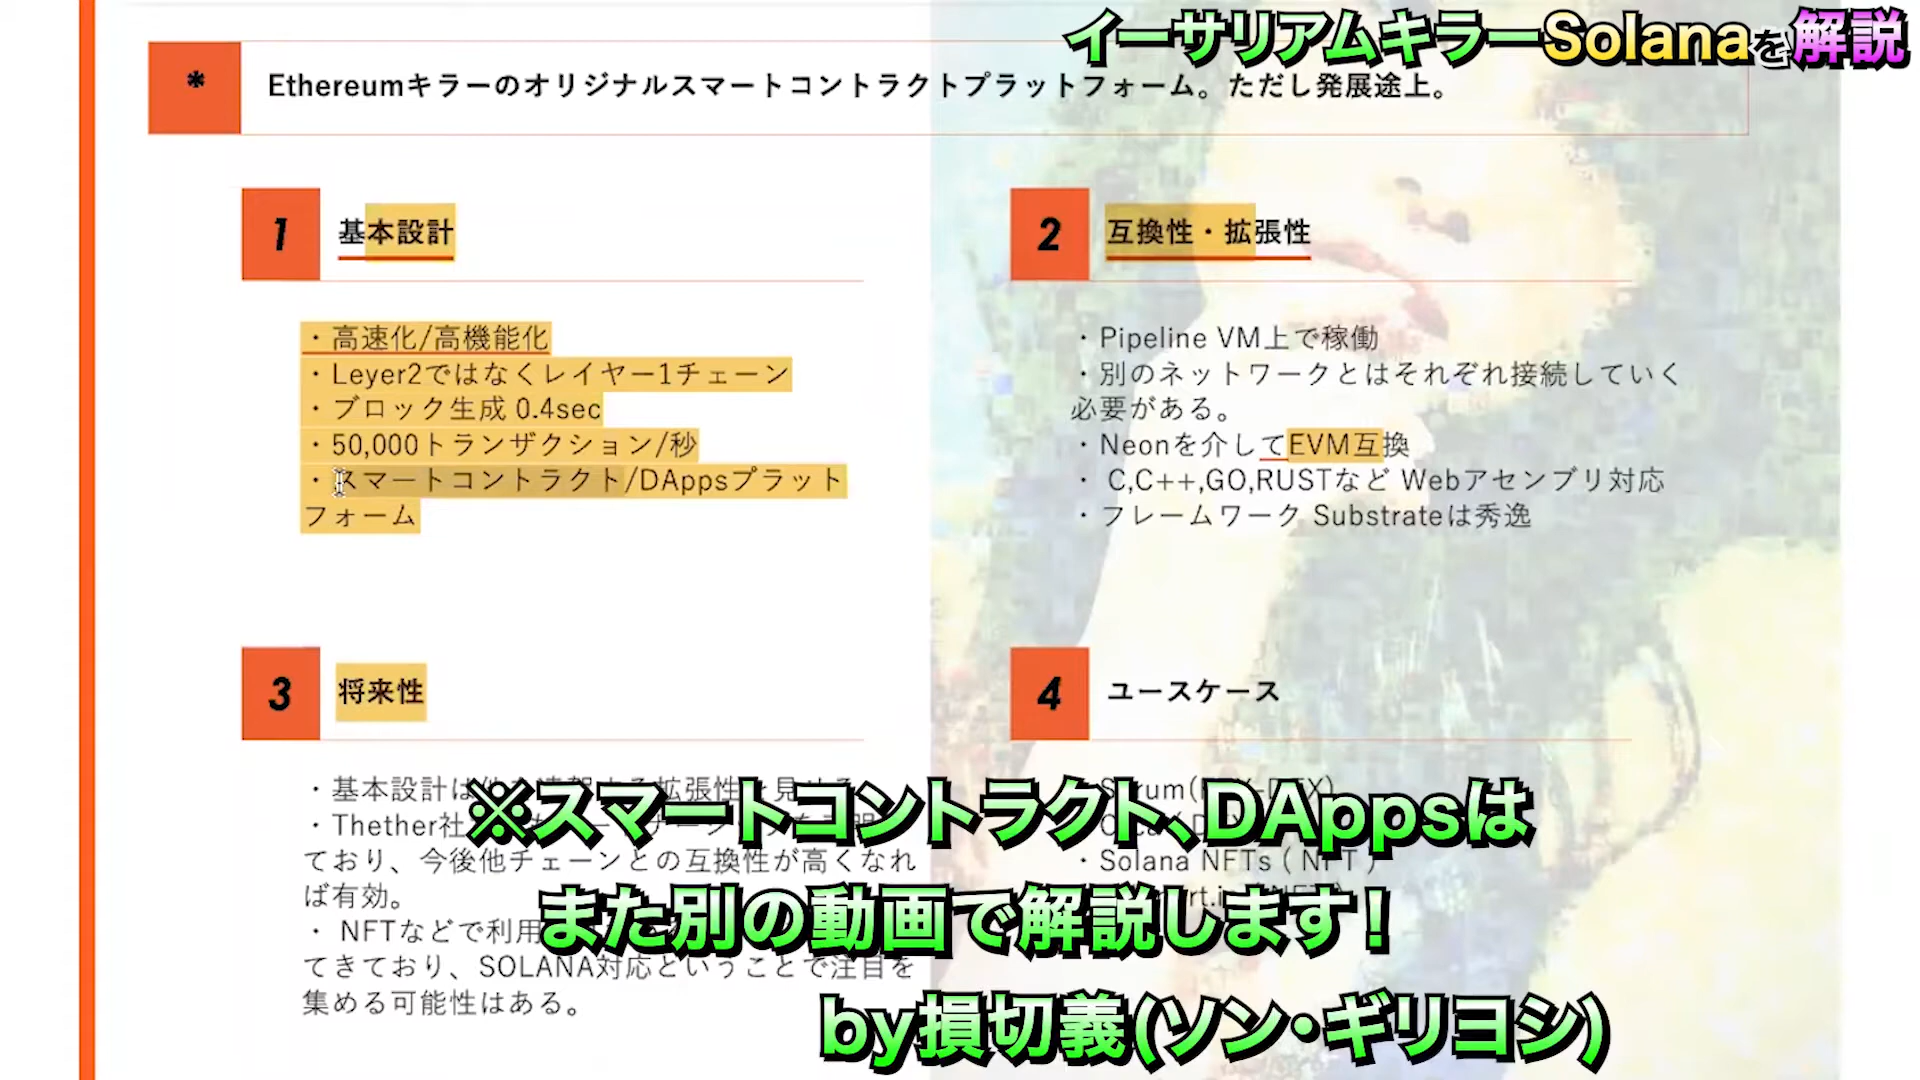 イーサリアムキラーSolanaを解説
* Ethereumキラーのオリジナルスマートコントラクトプラットフォーム。ただし発展途上。
1 基本設計
・高速化/高機能化
・Leyer2ではなくレイヤー1チェーン
・ブロック生成 0.4sec
・50,000トランザクション/秒
・スマートコントラクト/DAppsプラット
フォーム
2 互換性・拡張性
・Pipeline VM上で稼働
・別のネットワークとはそれぞれ接続していく
必要がある。
・Neonを介してEVM互換
・ C,C++,GO,RUSTなど Webアセンブリ対応
・フレームワーク Substrateは秀逸
3 将来性
・基本設計は
・Thether社
ており、今後他チェーンとの互換性が高くなれ
ば有効。
・ NFTなどで利用
てきており、SOLANA対応ということで注目を
集める可能性はある。
4 ユースケース
・Solana NFTs ( NFT )
※スマートコントラクト、DAppsは
また別の動画で解説します!
by損切義(ソン・ギリヨシ)